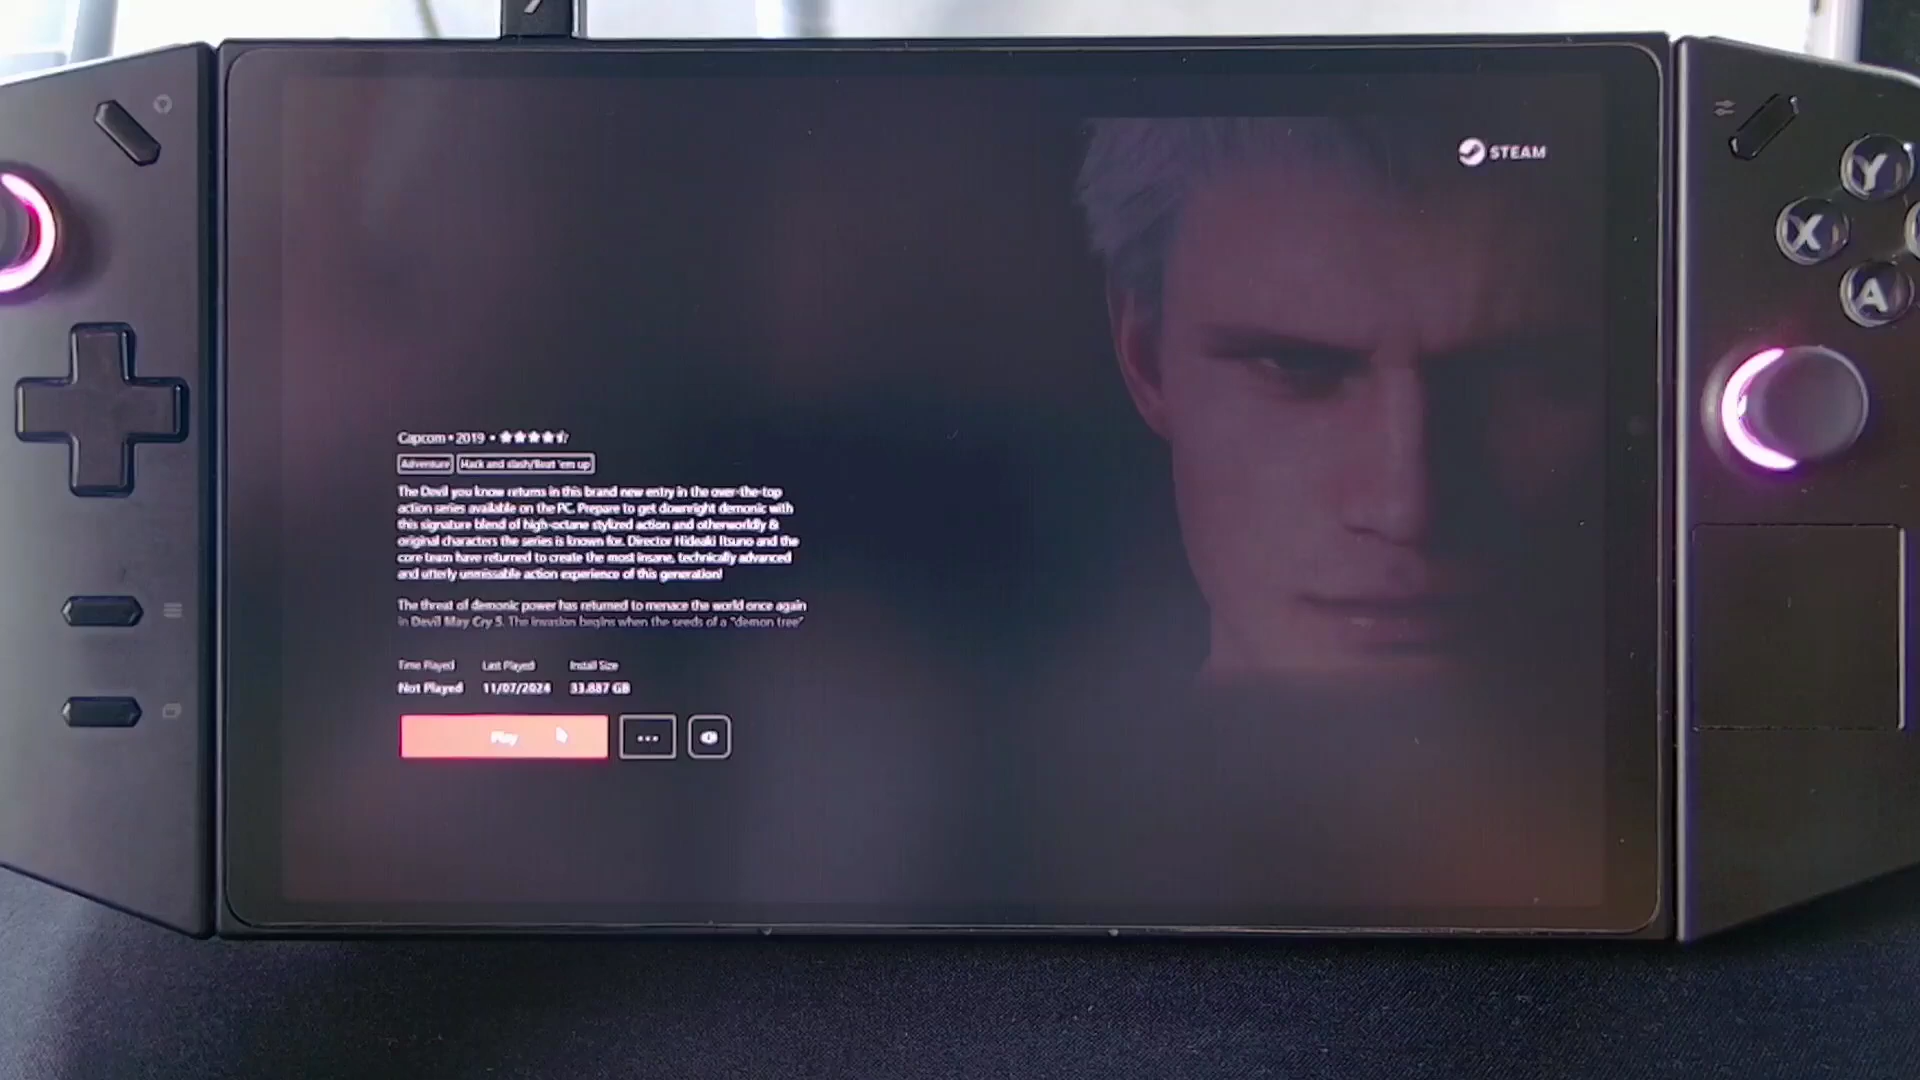 STEAM
Y
X
A
Capcom • 2019 •
Adventure Hack and slash/Beat 'em up
The Devil you know returns in this brand new entry in the over-the-top
action series available on the PC. Prepare to get downright demonic with
this signature blend of high-octane stylized action and otherworldly &
original characters the series is known for. Director Hideaki Itsuno and the
core team have returned to create the most insane, technically advanced
and utterly unmissable action experience of this generation!
The threat of demonic power has returned to menace the world once again
in Devil May Cry 5. The invasion begins when the seeds of a "demon tree"
Time Played Last Played Install Size
Not Played 11/07/2024 33.887 GB
Play